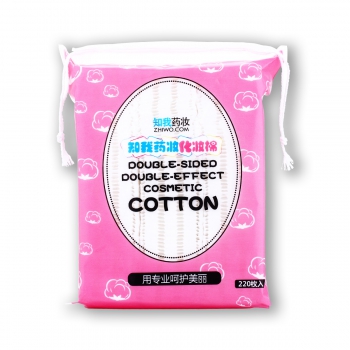 知我药妆
ZHIWO.COM
知我药妆化妆棉
DOUBLE-SIDED
DOUBLE-EFFECT
COSMETIC
COTTON
用专业呵护美丽
220枚入